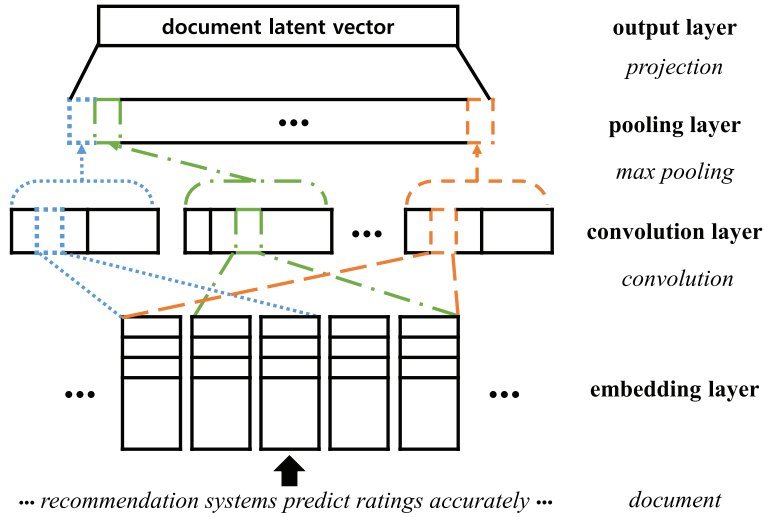 document latent vector
output layer
projection
•••
pooling layer
max pooling
•••
convolution layer
convolution
••• •••
embedding layer
••• recommendation systems predict ratings accurately •••
document